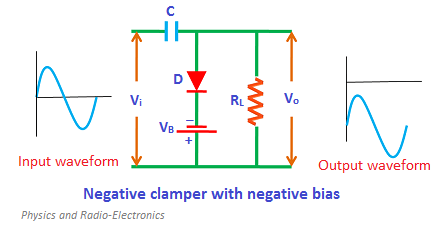 C
D
Vi
VB
−
+
RL
Vo
Input waveform
Output waveform
Negative clamper with negative bias
Physics and Radio-Electronics